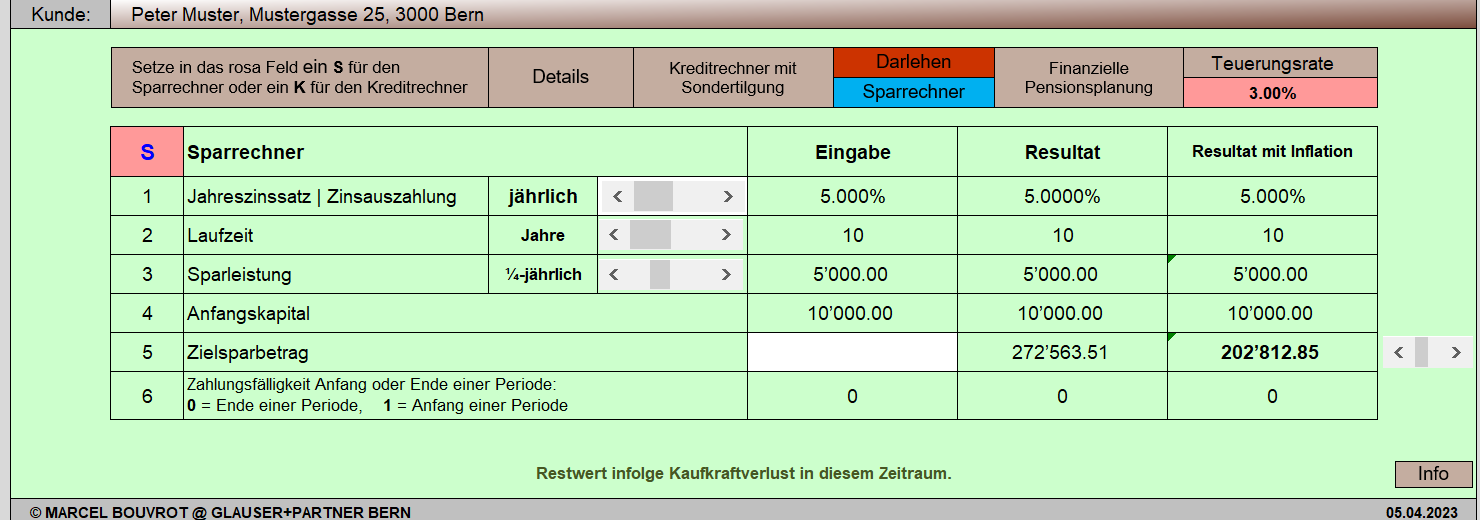 Kunde: Peter Muster, Mustergasse 25, 3000 Bern
Setze in das rosa Feld ein S für den
Sparrechner oder ein K für den Kreditrechner
Details
Kreditrechner mit
Sondertilgung
Darlehen
Sparrechner
Finanzielle
Pensionsplanung
Teuerungsrate
3.00%
S Sparrechner Eingabe Resultat Resultat mit Inflation
1 Jahreszinssatz | Zinsauszahlung jährlich 5.000% 5.0000% 5.000%
2 Laufzeit Jahre 10 10 10
3 Sparleistung ¼-jährlich 5’000.00 5’000.00 5’000.00
4 Anfangskapital 10’000.00 10’000.00 10’000.00
5 Zielsparbetrag 272’563.51 202’812.85
6 Zahlungsfälligkeit Anfang oder Ende einer Periode:
0 = Ende einer Periode, 1 = Anfang einer Periode
0 0 0
Restwert infolge Kaufkraftverlust in diesem Zeitraum.
Info
© MARCEL BOUVROT @ GLAUSER+PARTNER BERN 05.04.2023